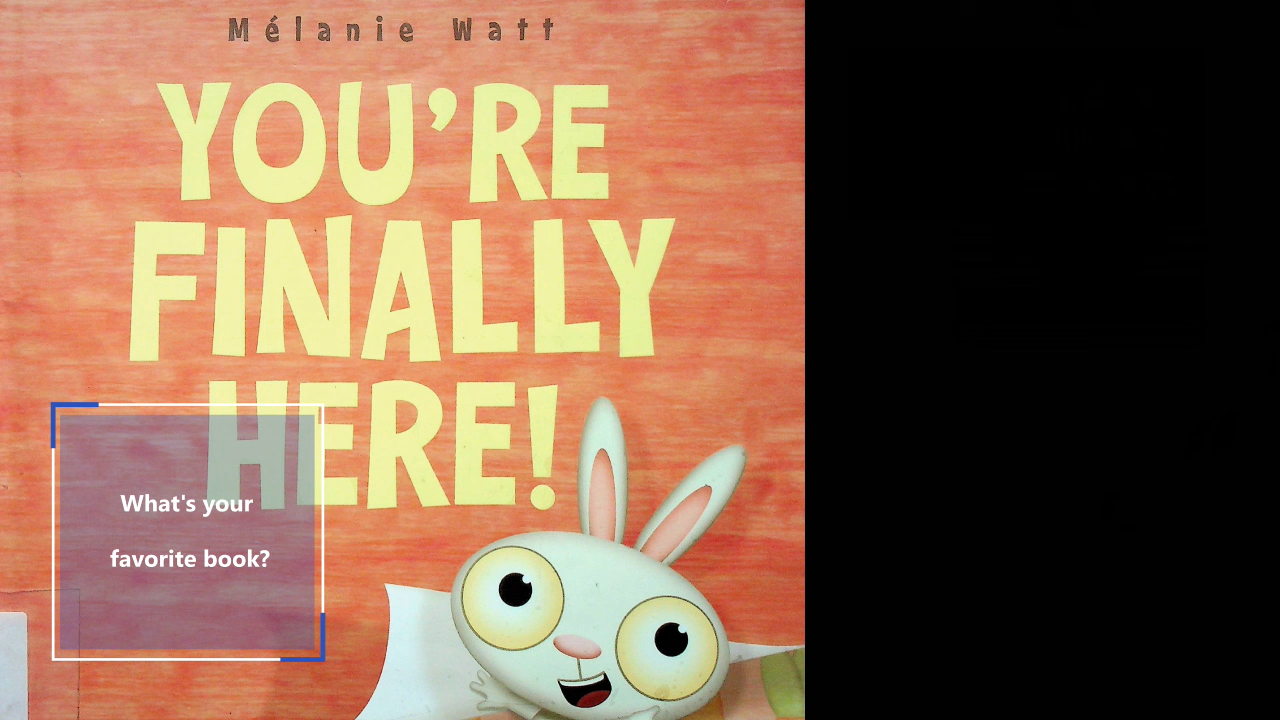 Mélanie Watt
YOU'RE
FINALLY
HERE!
What's your
favorite book?